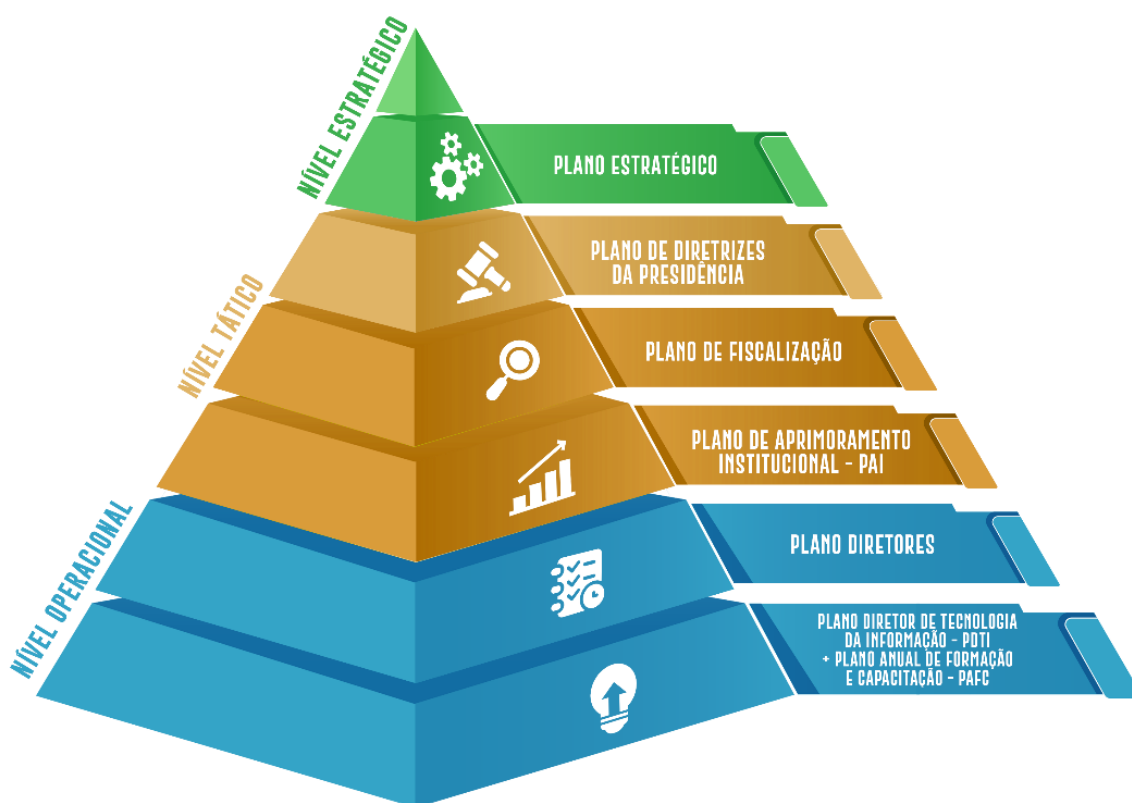 NÍVEL ESTRATÉGICO
PLANO ESTRATÉGICO
NÍVEL TÁTICO
PLANO DE DIRETRIZES
DA PRESIDÊNCIA
PLANO DE FISCALIZAÇÃO
PLANO DE APRIMORAMENTO
INSTITUCIONAL - PAI
NÍVEL OPERACIONAL
PLANO DIRETORES
PLANO DIRETOR DE TECNOLOGIA
DA INFORMAÇÃO - PDTI
+ PLANO ANUAL DE FORMAÇÃO
E CAPACITAÇÃO - PAFC